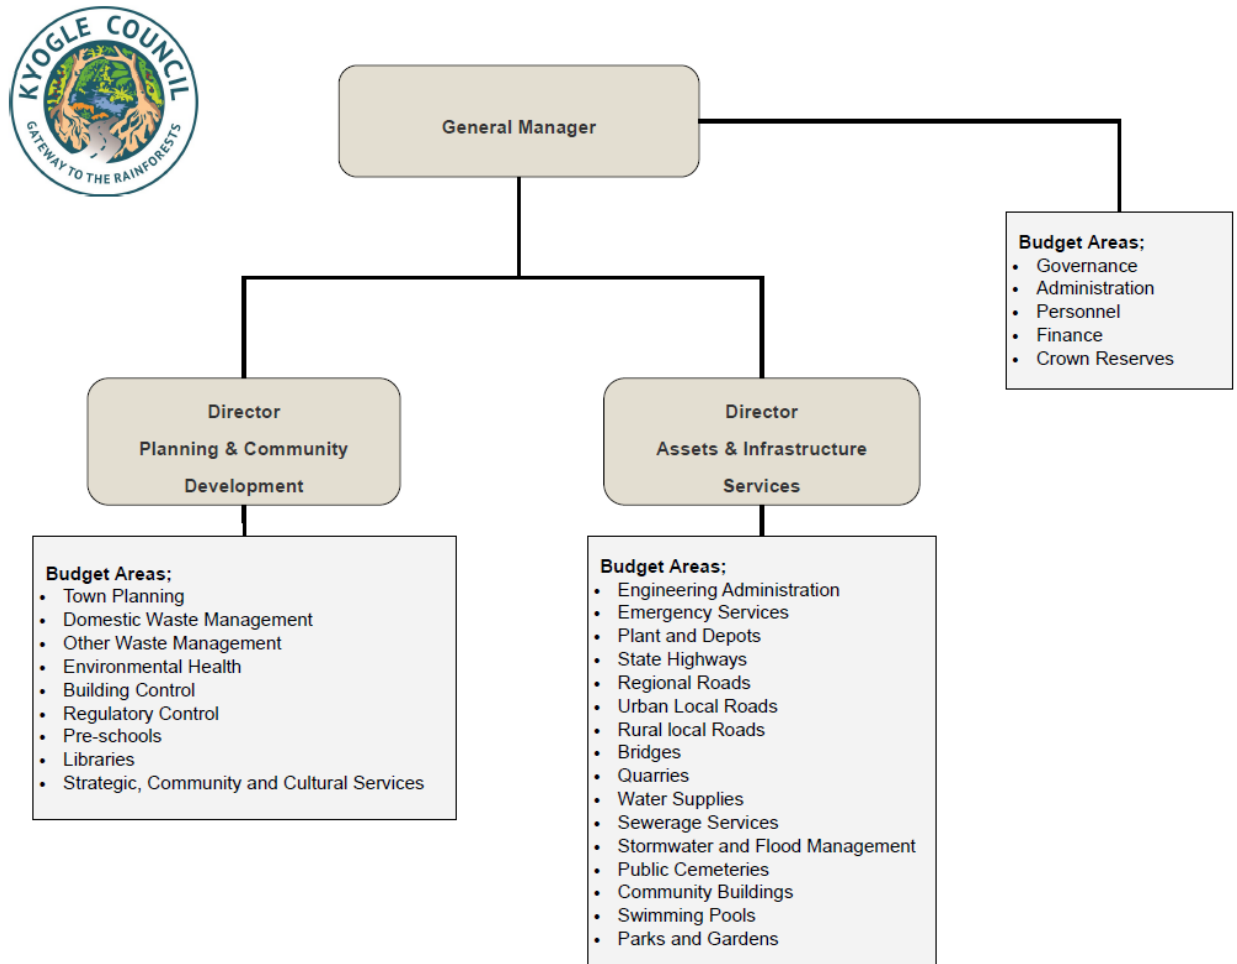 KYOGLE COUNCIL
GATEWAY TO THE RAINFORESTS
General Manager
Budget Areas;
• Governance
• Administration
• Personnel
• Finance
• Crown Reserves
Director
Planning & Community
Development
Director
Assets & Infrastructure
Services
Budget Areas;
• Town Planning
• Domestic Waste Management
• Other Waste Management
• Environmental Health
• Building Control
• Regulatory Control
• Pre-schools
• Libraries
• Strategic, Community and Cultural Services
Budget Areas;
• Engineering Administration
• Emergency Services
• Plant and Depots
• State Highways
• Regional Roads
• Urban Local Roads
• Rural local Roads
• Bridges
• Quarries
• Water Supplies
• Sewerage Services
• Stormwater and Flood Management
• Public Cemeteries
• Community Buildings
• Swimming Pools
• Parks and Gardens